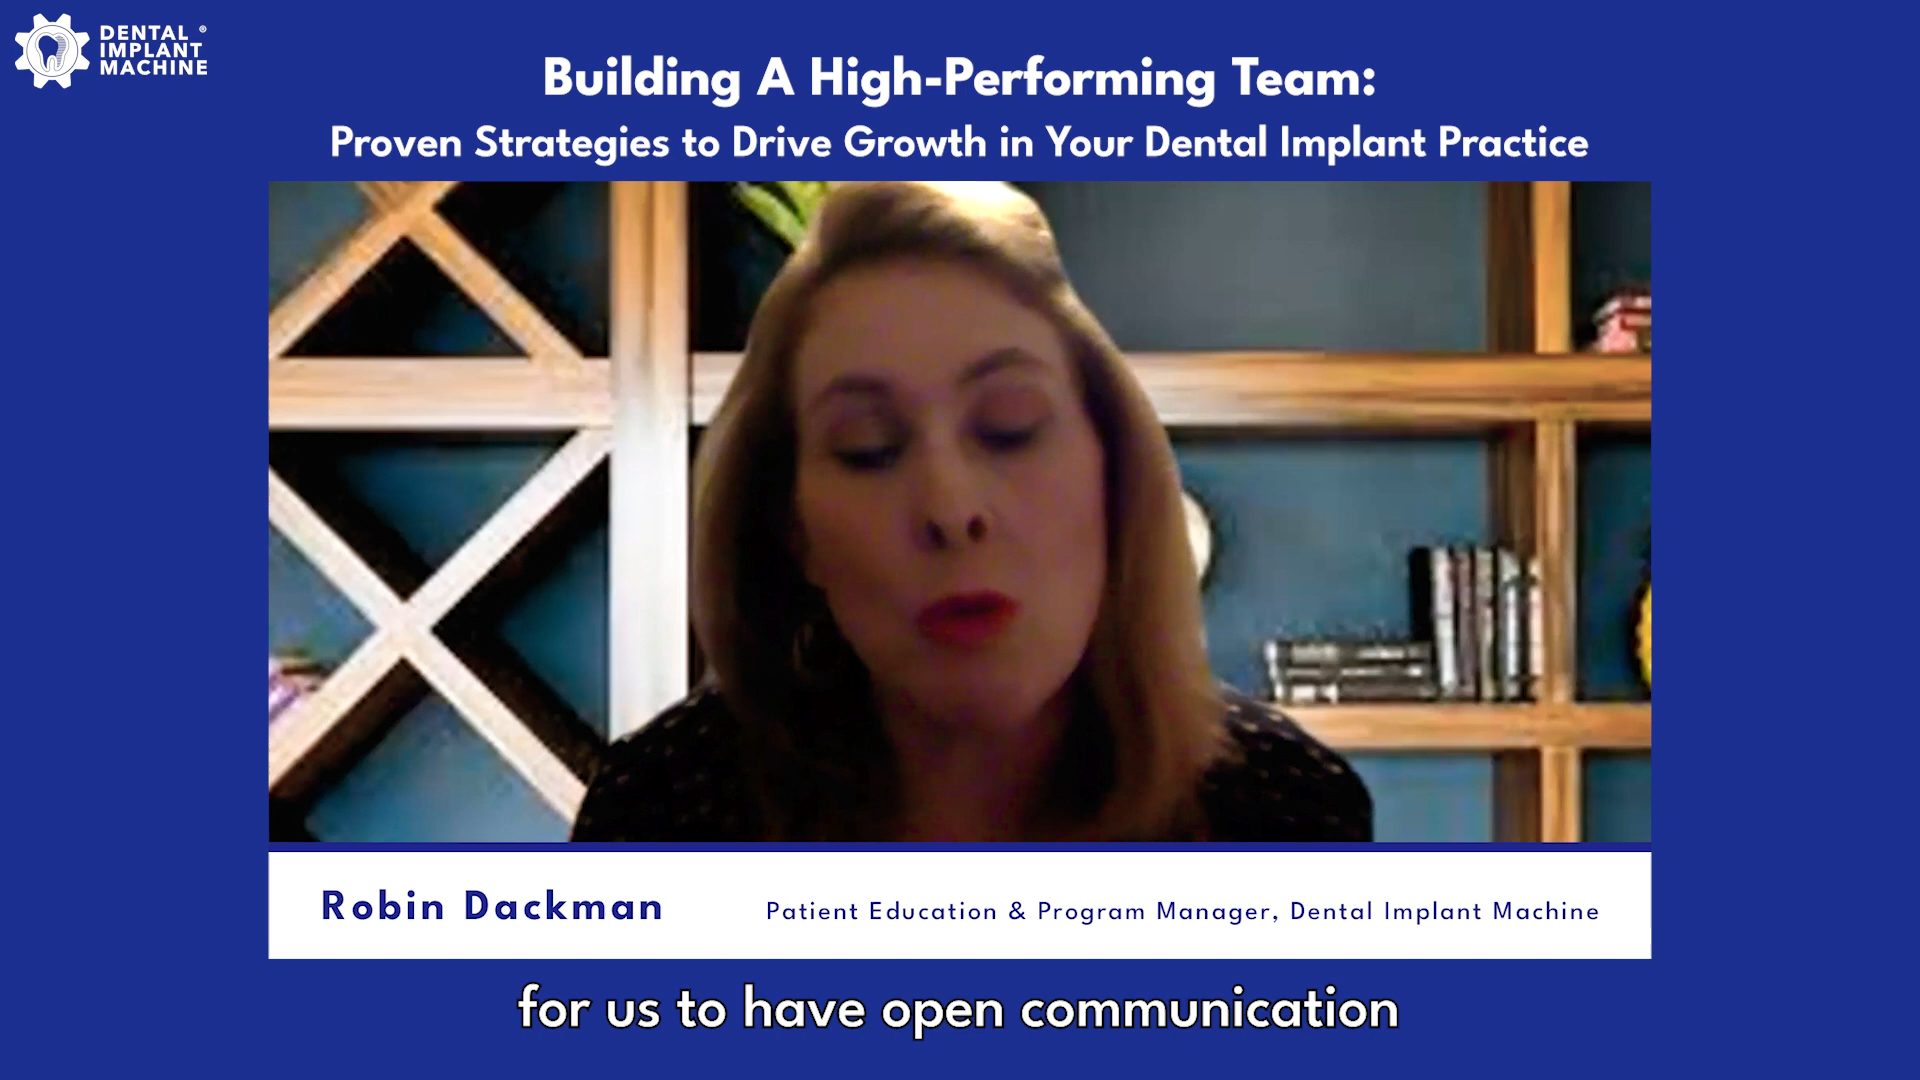 DENTAL ®
IMPLANT
MACHINE
Building A High-Performing Team:
Proven Strategies to Drive Growth in Your Dental Implant Practice
Robin Dackman
Patient Education & Program Manager, Dental Implant Machine
for us to have open communication